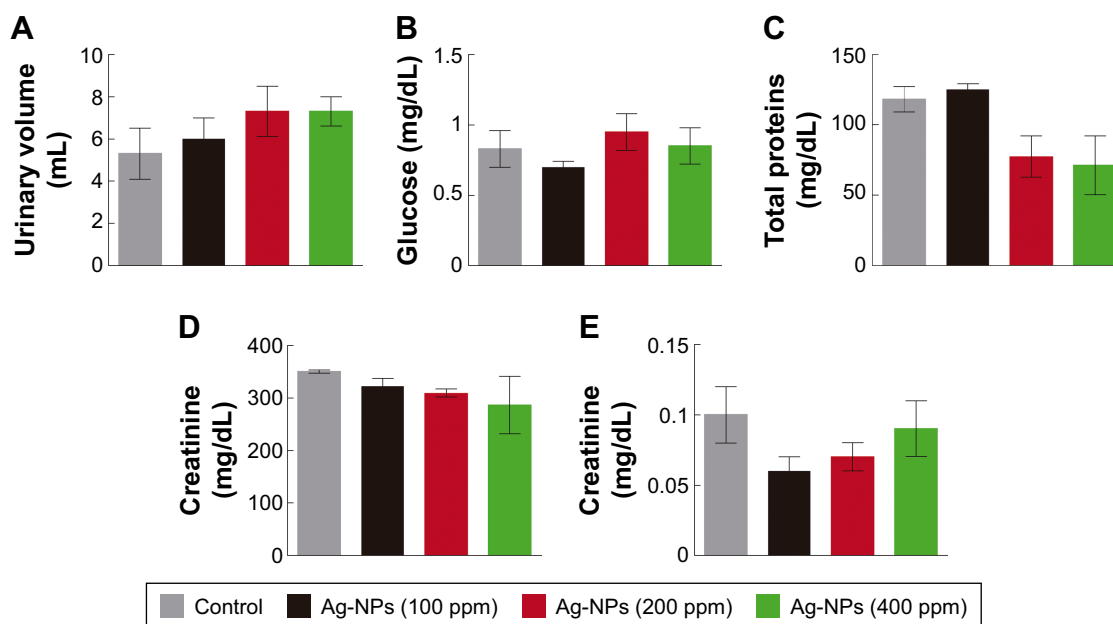 A
Urinary volume
(mL)
10
8
6
4
2
0
B
Glucose (mg/dL)
1.5
1
0.5
0
C
Total proteins
(mg/dL)
150
100
50
0
D
Creatinine
(mg/dL)
400
300
200
100
0
E
Creatinine
(mg/dL)
0.15
0.1
0.05
0
Control
Ag-NPs (100 ppm)
Ag-NPs (200 ppm)
Ag-NPs (400 ppm)